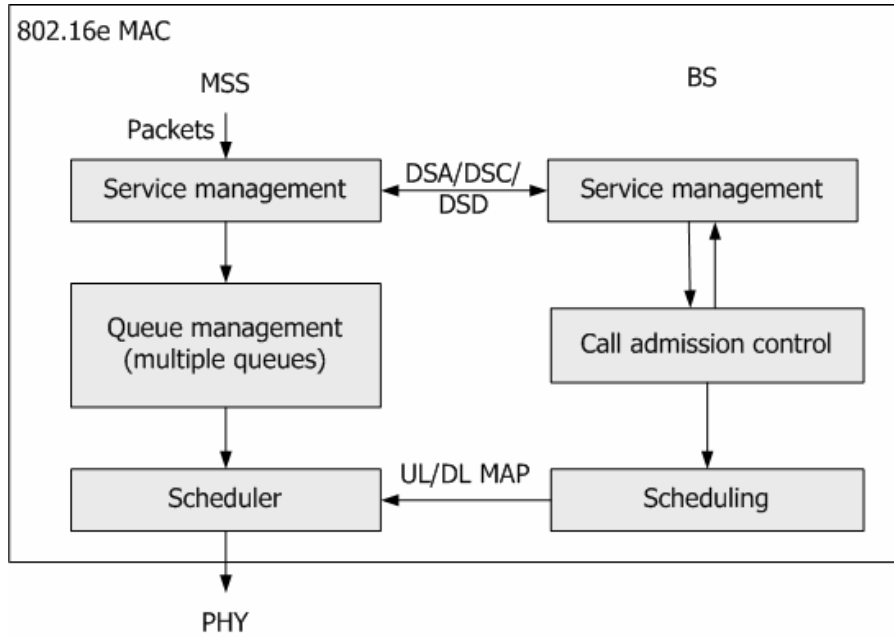 802.16e MAC
MSS
BS
Packets
Service management
DSA/DSC/
DSD
Service management
Queue management
(multiple queues)
Call admission control
Scheduler
UL/DL MAP
Scheduling
PHY